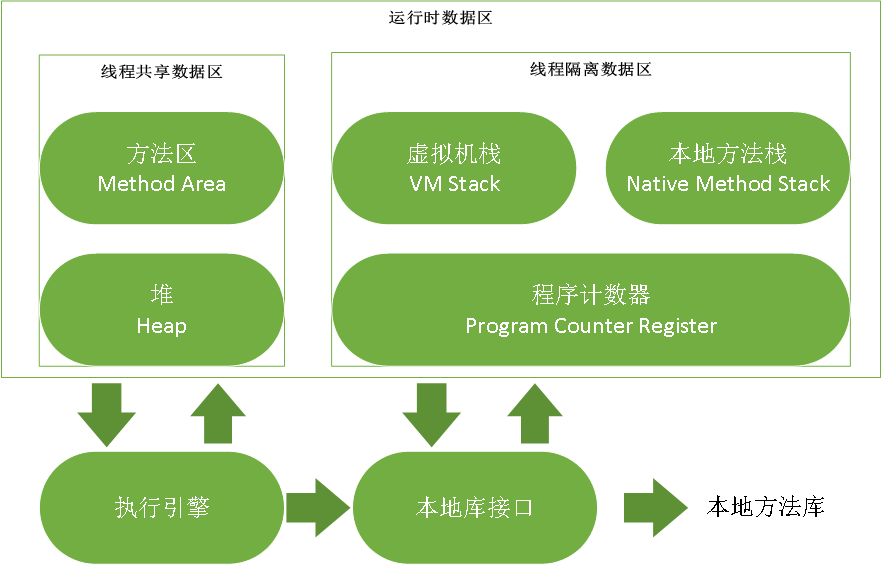 运行时数据区
线程共享数据区
方法区
Method Area
堆
Heap
线程隔离数据区
虚拟机栈
VM Stack
本地方法栈
Native Method Stack
程序计数器
Program Counter Register
执行引擎
本地库接口
本地方法库